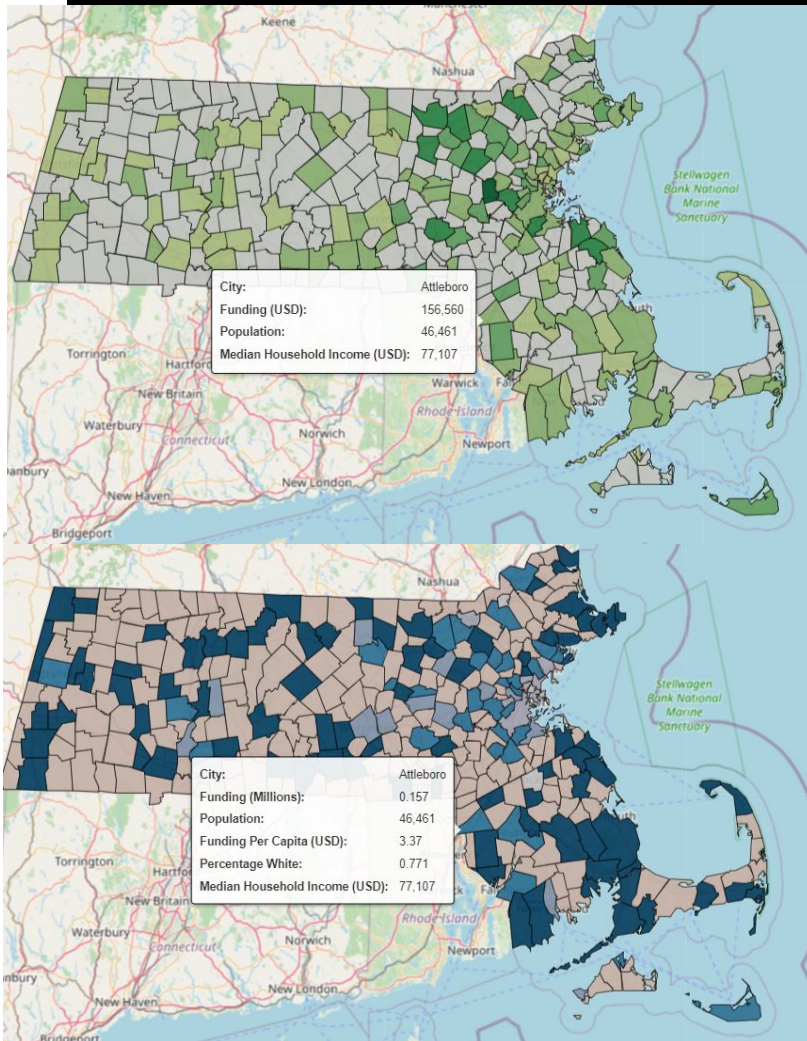 Keene
Nashua
Stellwagen
Bank National
Marine
Sanctuary
City: Attleboro
Funding (USD): 156,560
Population: 46,461
Median Household Income (USD): 77,107
Torrington
Hartford
New Britain
Waterbury
Connecticut
Norwich
Warwick
Rhode Island
Newport
Danbury
New London
New Haven
Bridgeport
Nashua
Stellwagen
Bank National
Marine
Sanctuary
City: Attleboro
Funding (Millions): 0.157
Population: 46,461
Funding Per Capita (USD): 3.37
Percentage White: 0.771
Median Household Income (USD): 77,107
Torrington
New Britain
Waterbury
Connecticut
Norwich
Rhode Island
Newport
New London
New Haven
Bridgeport